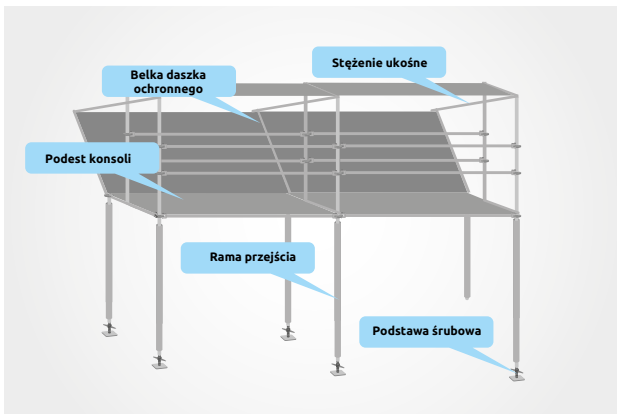 Stężenie ukośne
Belka daszka
ochronnego
Podest konsoli
Rama przejścia
Podstawa śrubowa